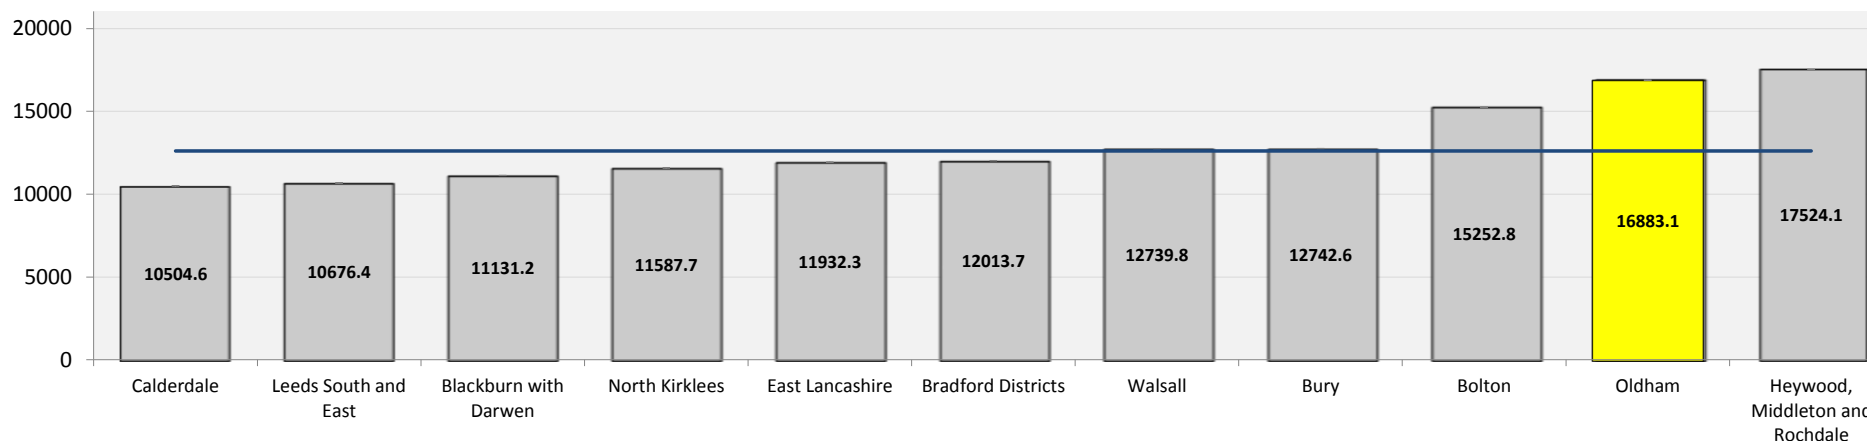 20000
15000
10000
5000
0
10504.6
10676.4
11131.2
11587.7
11932.3
12013.7
12739.8
12742.6
15252.8
16883.1
17524.1
Calderdale
Leeds South and
East
Blackburn with
Darwen
North Kirklees
East Lancashire
Bradford Districts
Walsall
Bury
Bolton
Oldham
Heywood,
Middleton and
Rochdale